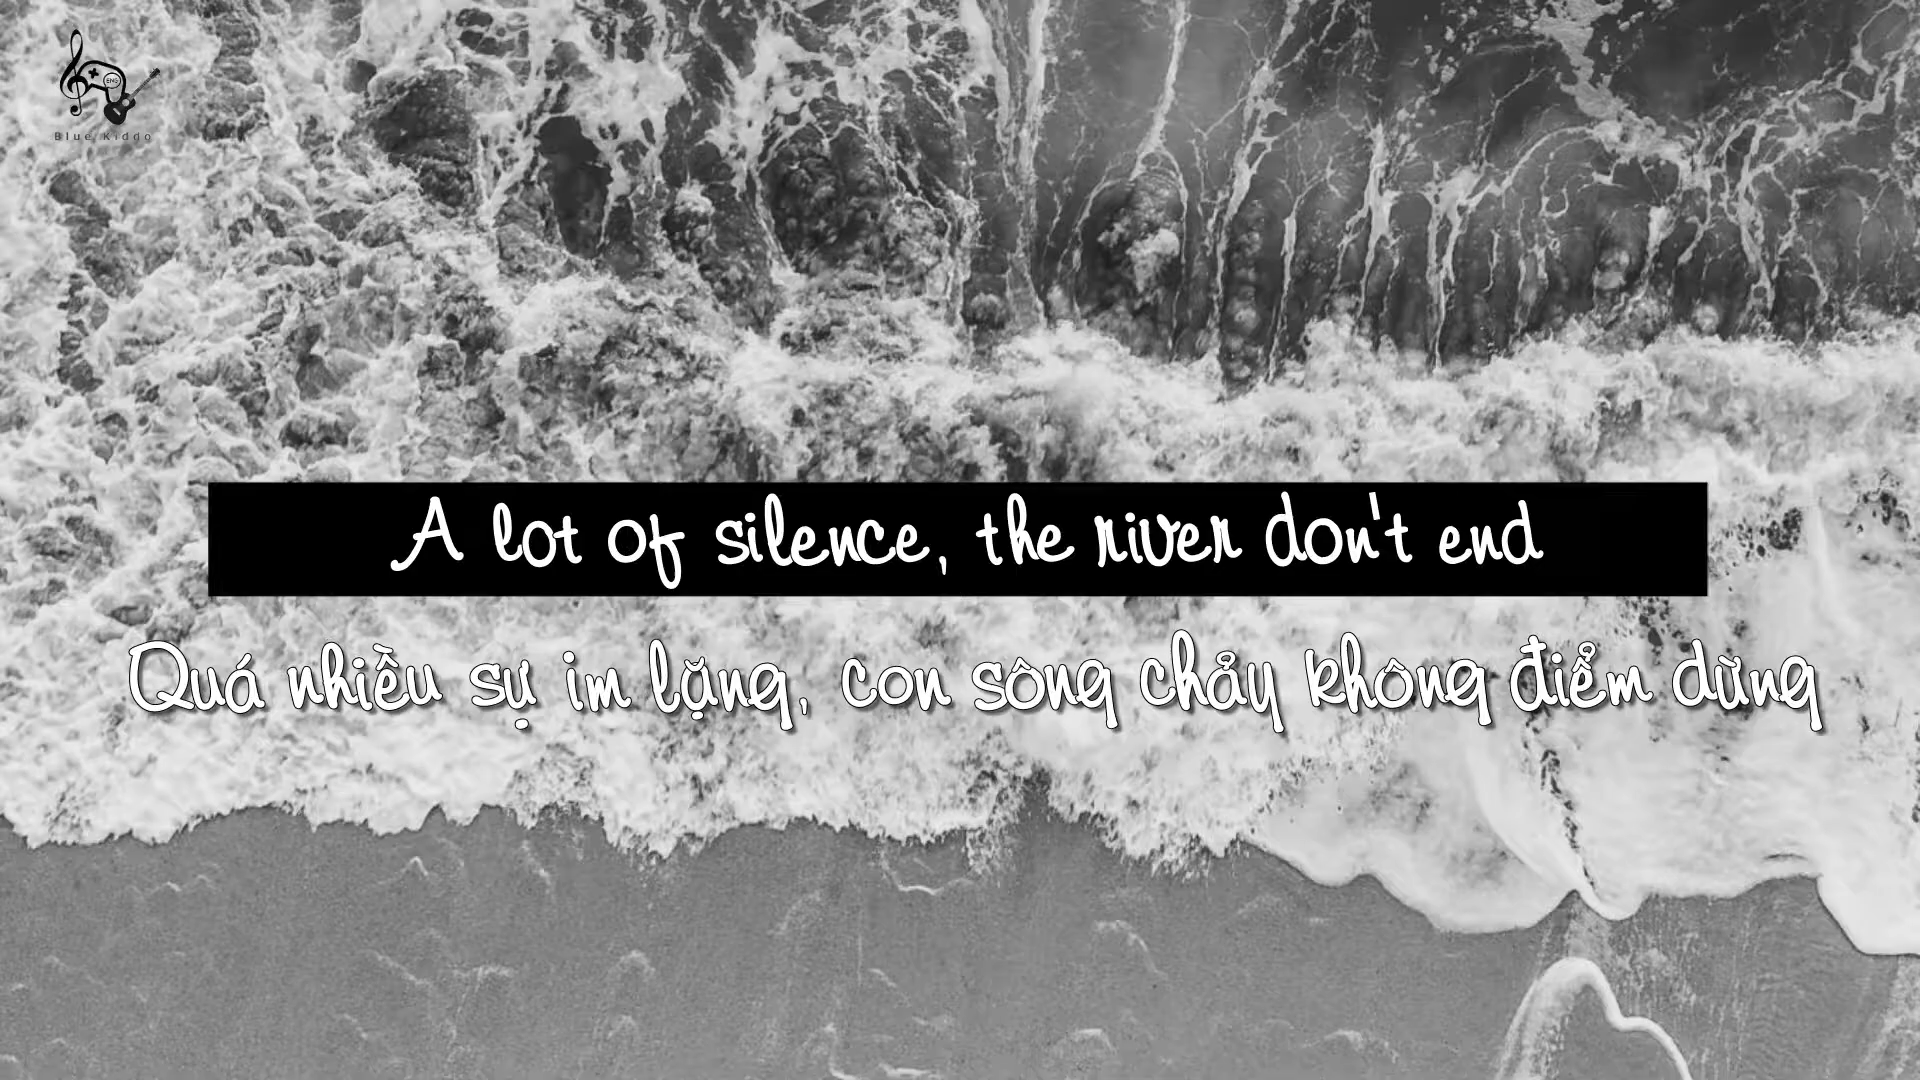 ENS
Blue Kiddo
A lot of silence, the river don't end
Quá nhiều sự im lặng, con sông chảy không điểm dừng